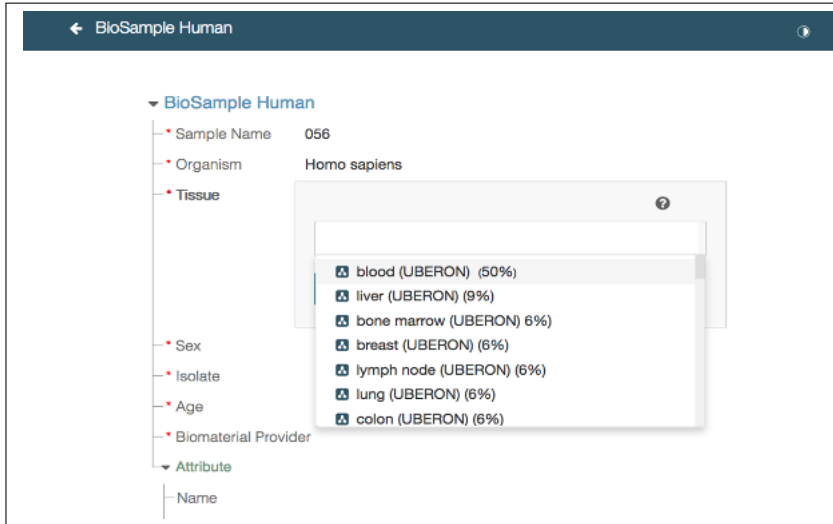 BioSample Human
BioSample Human
* Sample Name 056
* Organism Homo sapiens
* Tissue
?
blood (UBERON) (50%)
liver (UBERON) (9%)
bone marrow (UBERON) 6%)
breast (UBERON) (6%)
lymph node (UBERON) (6%)
lung (UBERON) (6%)
colon (UBERON) (6%)
* Sex
* Isolate
* Age
* Biomaterial Provider
Attribute
Name